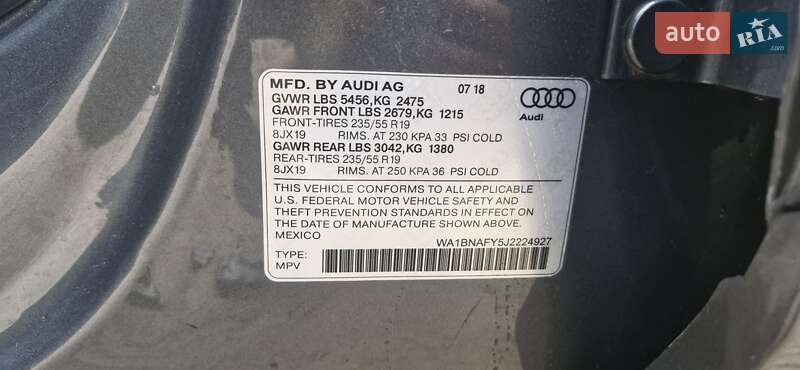 auto RIA.com
MFD. BY AUDI AG 07 18
GVWR LBS 5456,KG 2475
GAWR FRONT LBS 2679,KG 1215
FRONT-TIRES 235/55 R19
8JX19 RIMS. AT 230 KPA 33 PSI COLD
GAWR REAR LBS 3042,KG 1380
REAR-TIRES 235/55 R19
8JX19 RIMS. AT 250 KPA 36 PSI COLD
Audi
THIS VEHICLE CONFORMS TO ALL APPLICABLE
U.S. FEDERAL MOTOR VEHICLE SAFETY AND
THEFT PREVENTION STANDARDS IN EFFECT ON
THE DATE OF MANUFACTURE SHOWN ABOVE.
MEXICO WA1BNAFY5J2224927
TYPE:
MPV